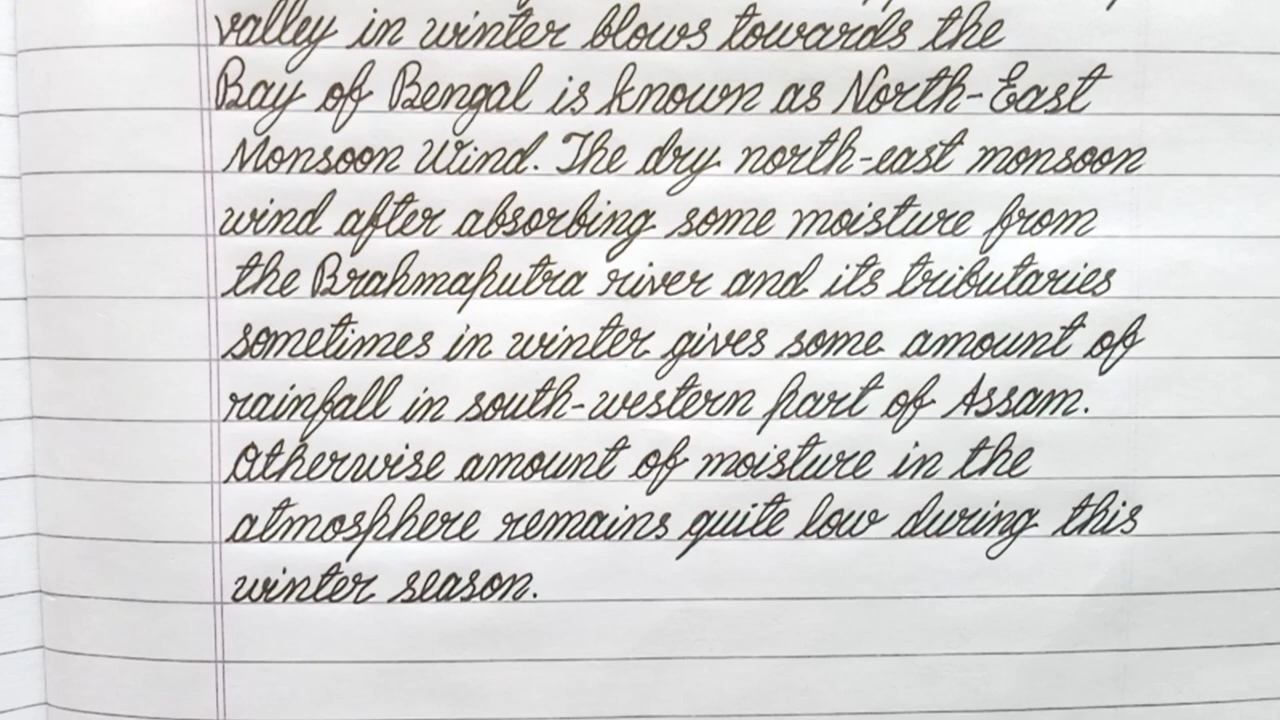 valley in winter blows towards the
Bay of Bengal is known as North-East
Monsoon Wind. The dry north-east monsoon
wind after absorbing some moisture from
the Brahmaputra river and its tributaries
sometimes in winter gives some amount of
rainfall in south-western part of Assam.
Otherwise amount of moisture in the
atmosphere remains quite low during this
winter season.